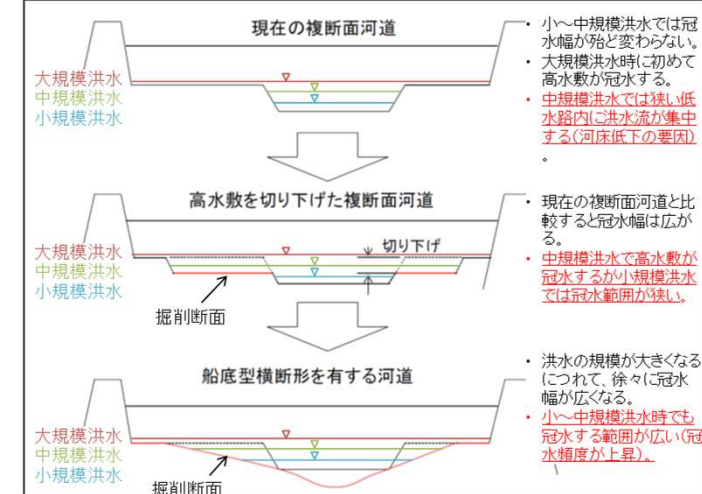 現在の複断面河道
大規模洪水
中規模洪水
小規模洪水
・ 小～中規模洪水では冠
水幅が殆ど変わらない。
・ 大規模洪水時に初めて
高水敷が冠水する。
・ 中規模洪水では狭い低
水路内に洪水流が集中
する(河床低下の要因)
。
高水敷を切り下げた複断面河道
切り下げ
大規模洪水
中規模洪水
小規模洪水
掘削断面
・ 現在の複断面河道と比
較すると冠水幅は広が
る。
・ 中規模洪水で高水敷が
冠水するが小規模洪水
では冠水範囲が狭い。
船底型横断形を有する河道
大規模洪水
中規模洪水
小規模洪水
掘削断面
・ 洪水の規模が大きくなる
につれて、徐々に冠水
幅が広くなる。
・ 小～中規模洪水時でも
冠水する範囲が広い(冠
水頻度が上昇)。